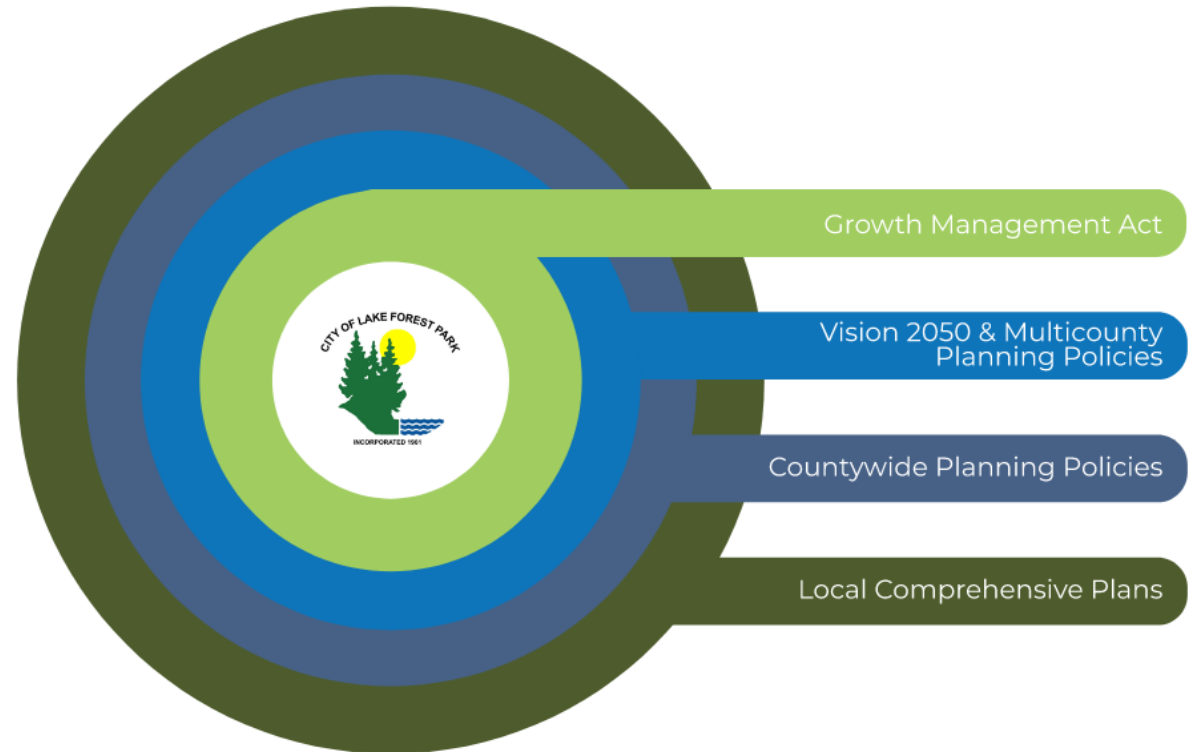 Growth Management Act
CITY OF LAKE FOREST PARK
Vision 2050 & Multicounty
Planning Policies
INCORPORATED 1961
Countywide Planning Policies
Local Comprehensive Plans